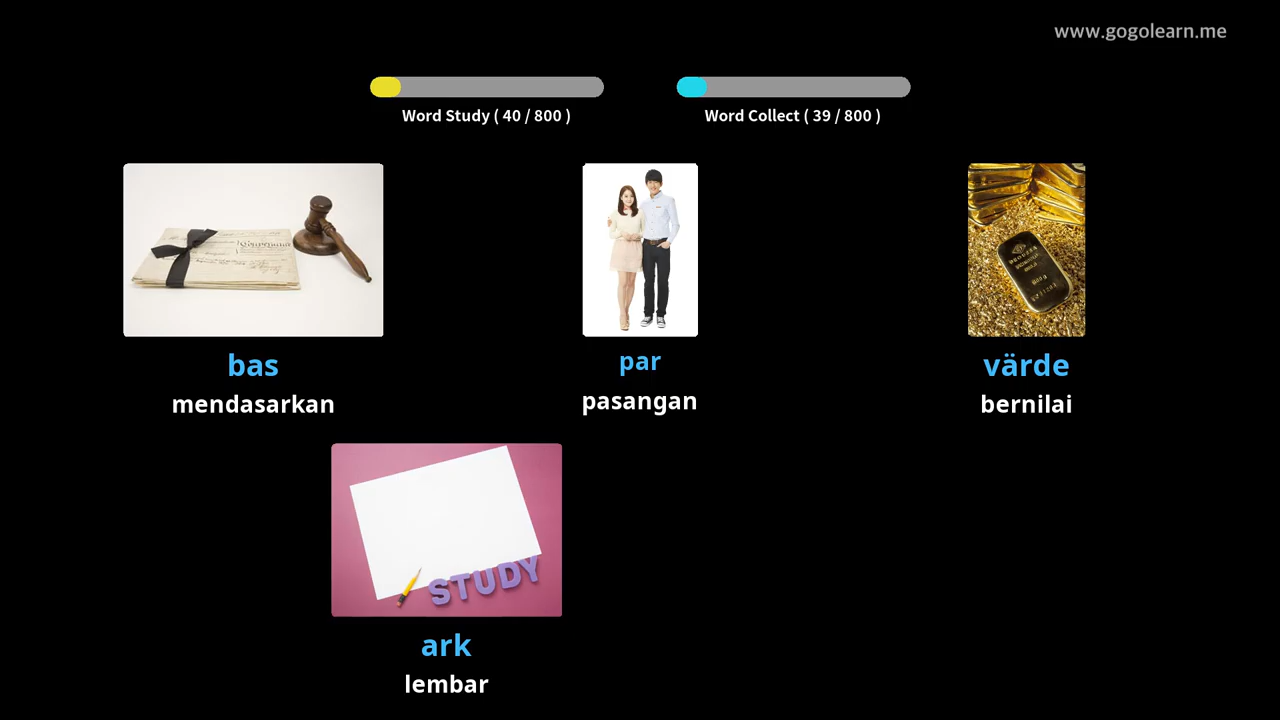 www.gogolearn.me
Word Study ( 40 / 800 )
Word Collect ( 39 / 800 )
bas
mendasarkan
par
pasangan
värde
bernilai
STUDY
ark
lembar